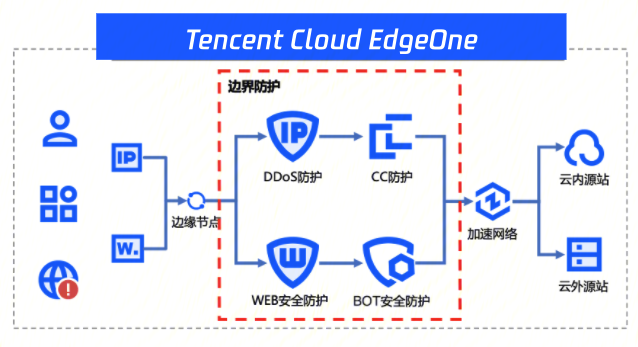 Tencent Cloud EdgeOne
边界防护
IP
IP
DDoS防护
CC防护
边缘节点
W.
W
WEB安全防护
BOT安全防护
加速网络
云内源站
云外源站